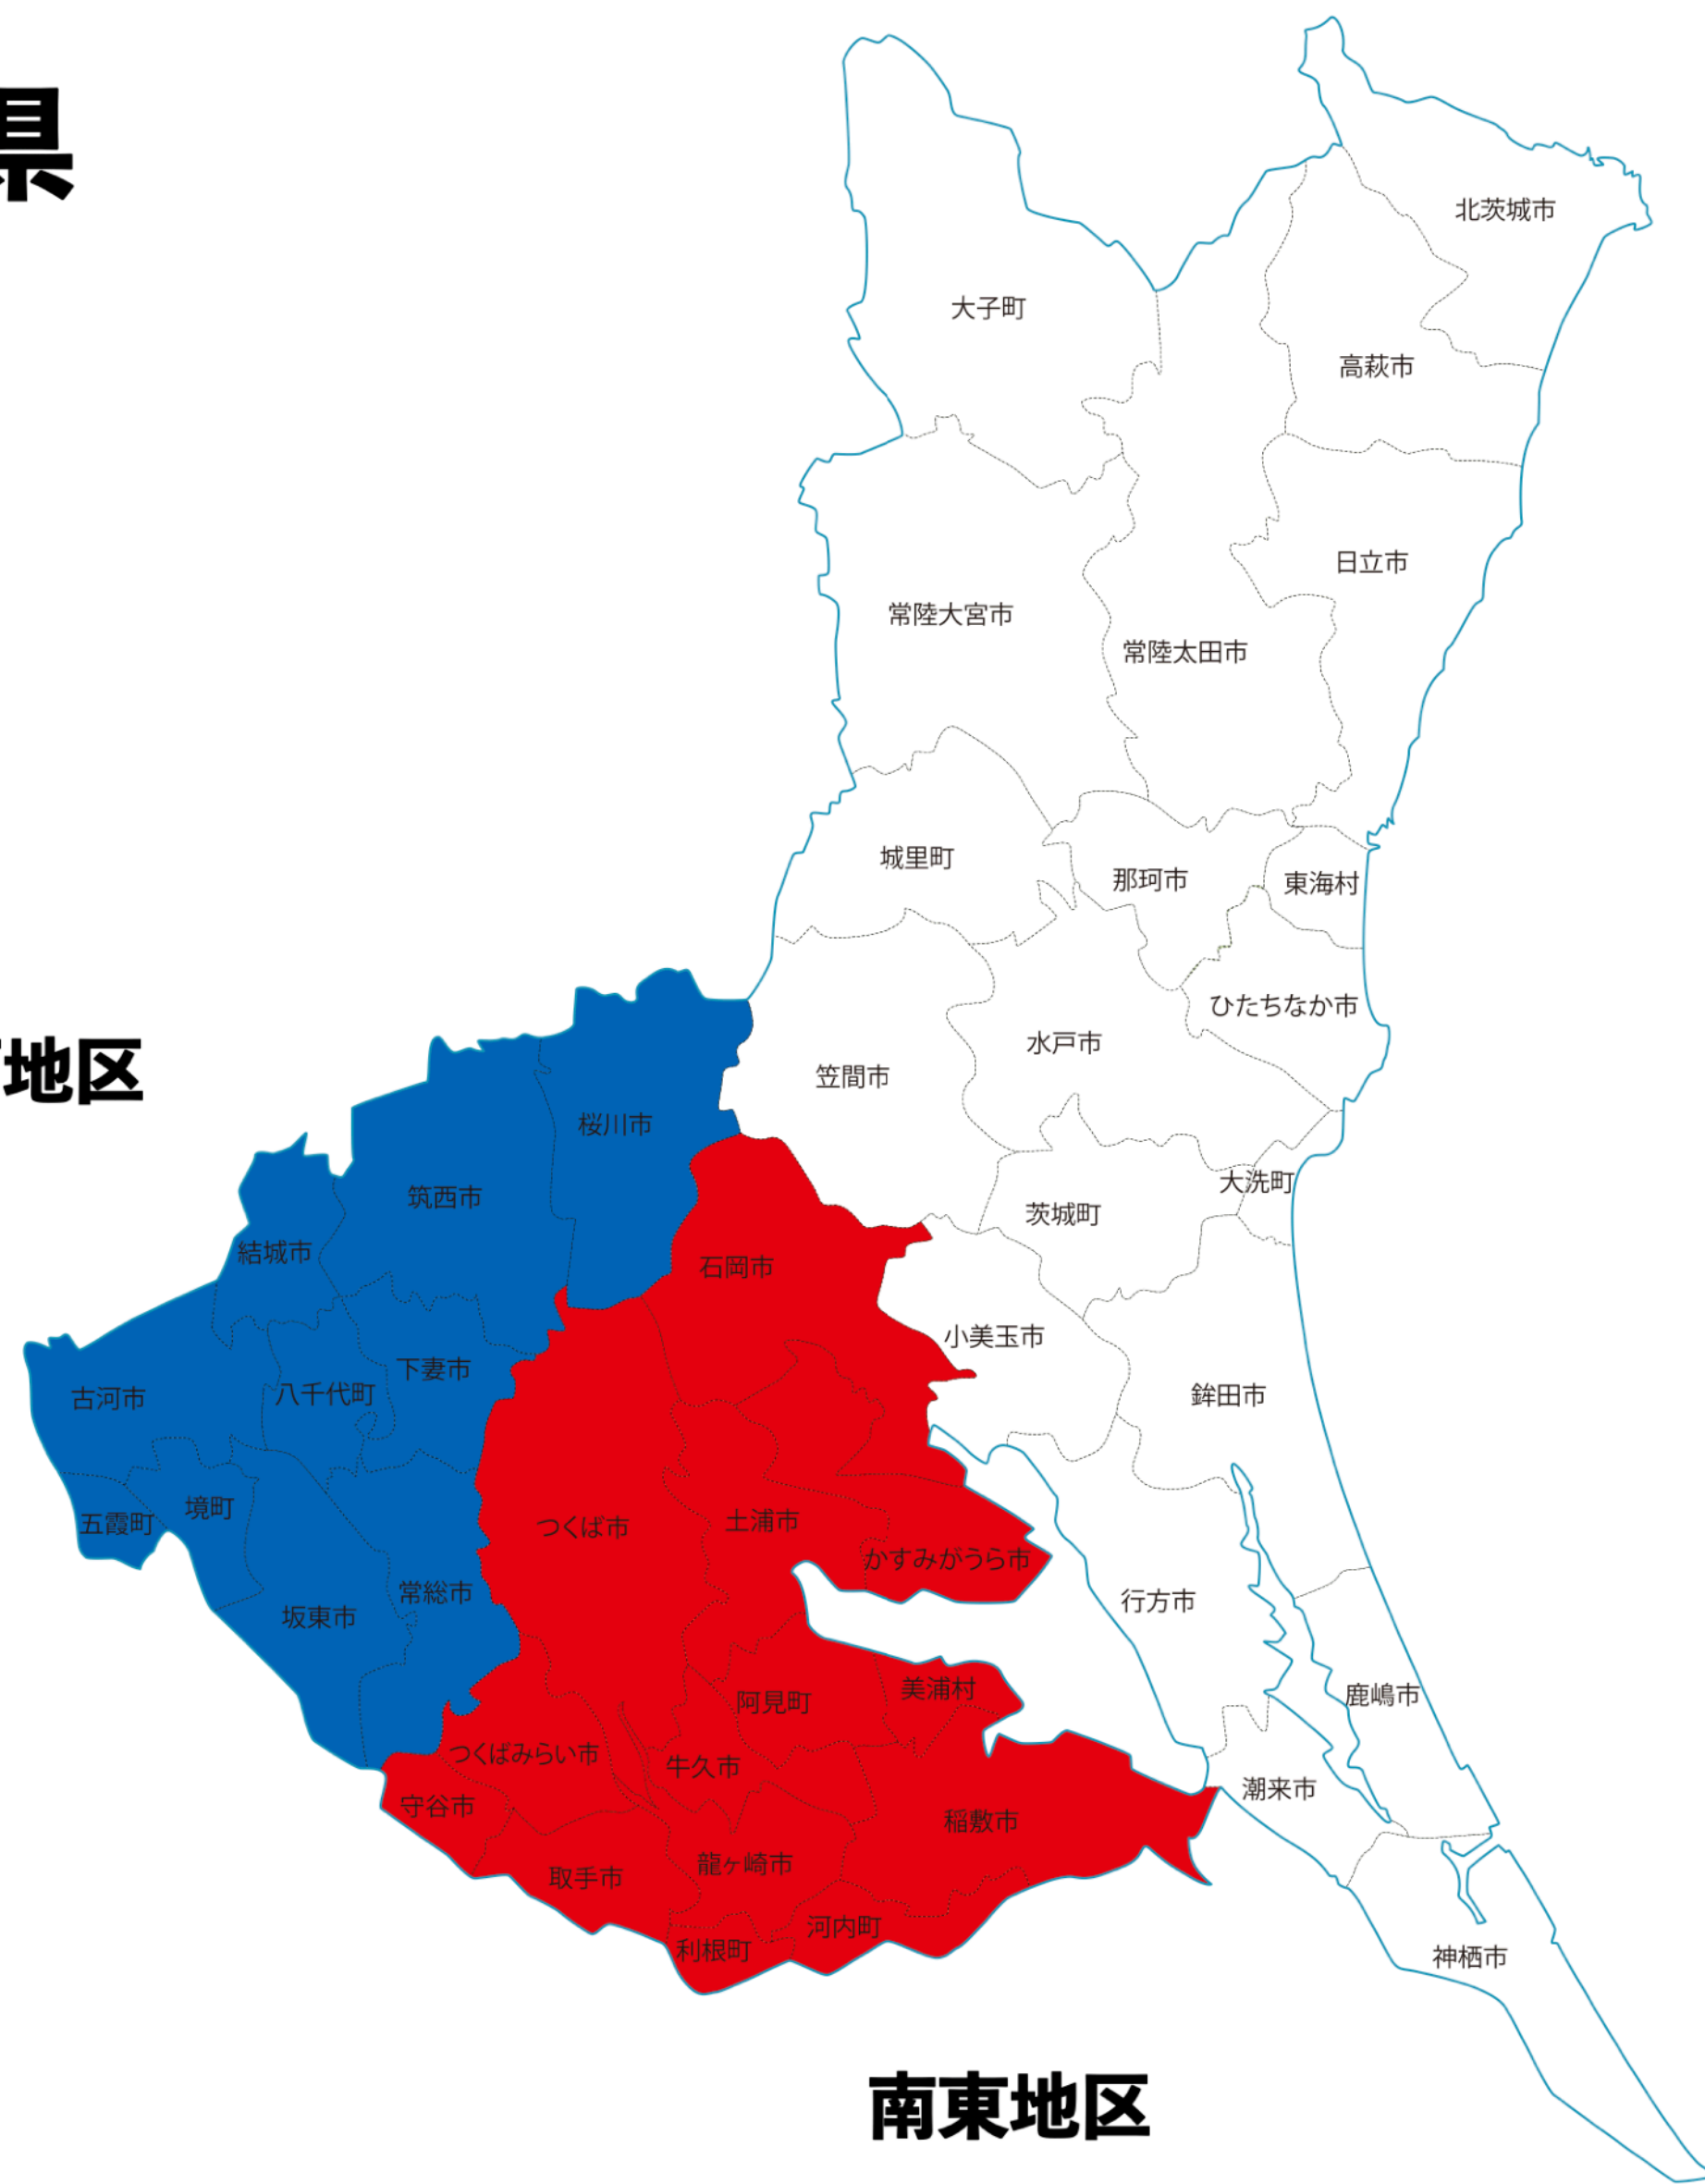 県
北茨城市
大子町
高萩市
日立市
常陸大宮市
常陸太田市
城里町
那珂市
東海村
ひたちなか市
水戸市
地区
笠間市
桜川市
大洗町
筑西市
茨城町
結城市
石岡市
小美玉市
下妻市
古河市
八千代町
鉾田市
境町
五霞町
つくば市
土浦市
かすみがうら市
常総市
坂東市
行方市
美浦村
鹿嶋市
阿見町
つくばみらい市
牛久市
潮来市
守谷市
稲敷市
龍ヶ崎市
取手市
河内町
利根町
神栖市
南東地区